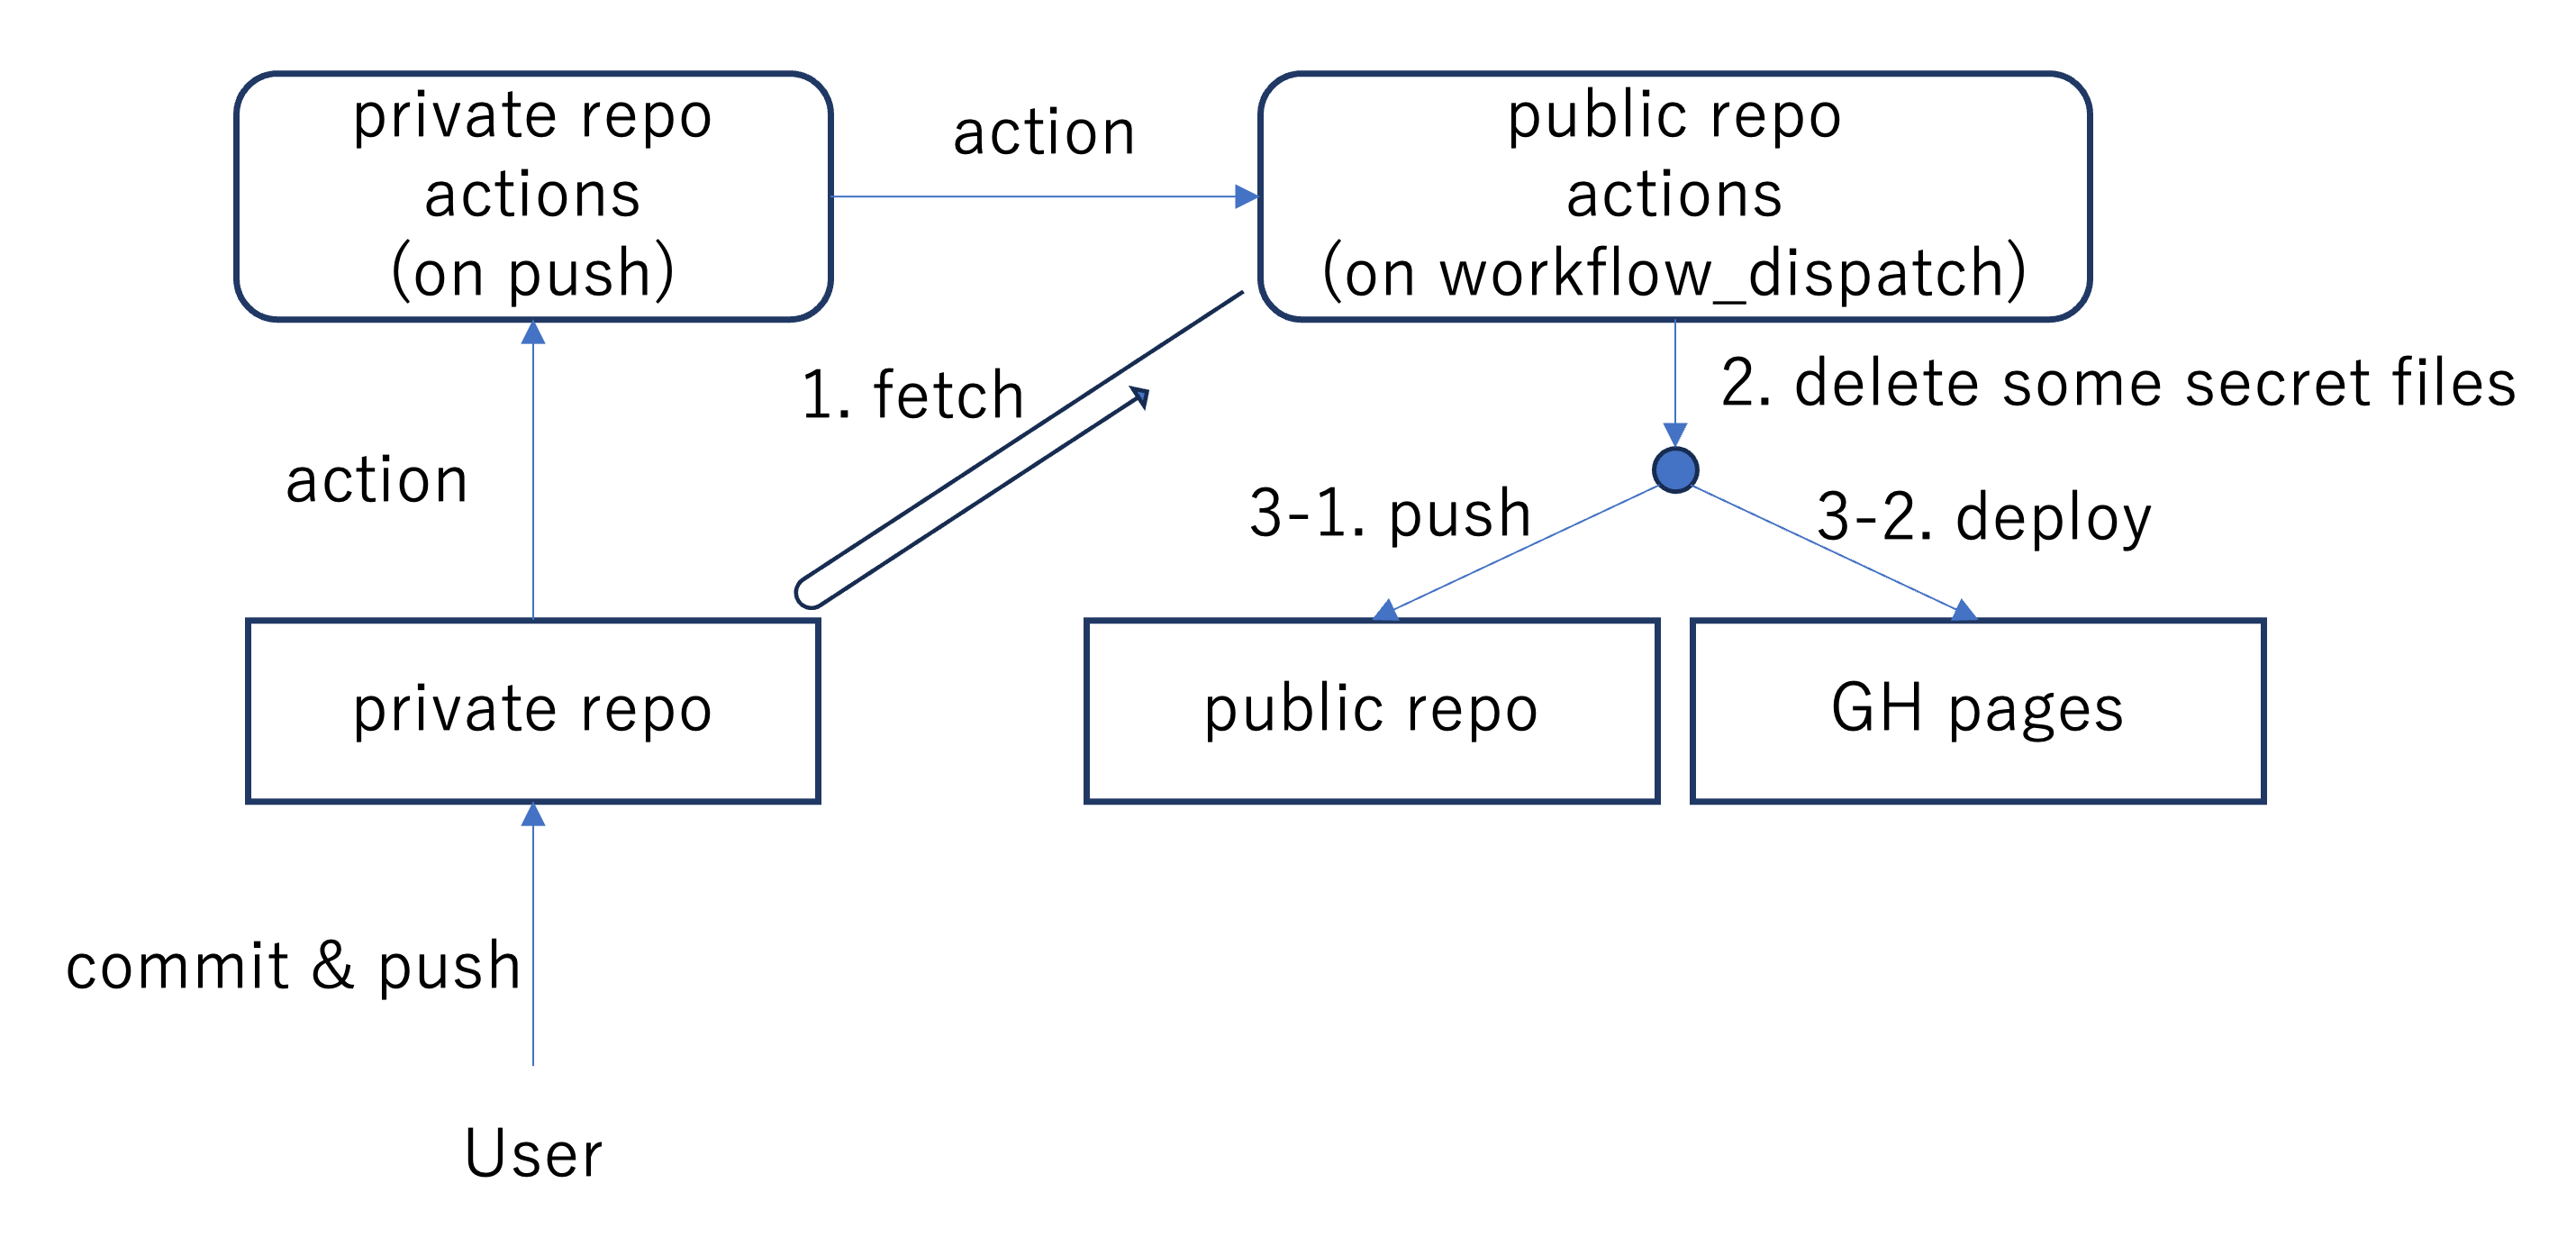 private repo
actions
(on push)
action
public repo
actions
(on workflow_dispatch)
1. fetch
2. delete some secret files
action
3-1. push
3-2. deploy
private repo
public repo
GH pages
commit & push
User